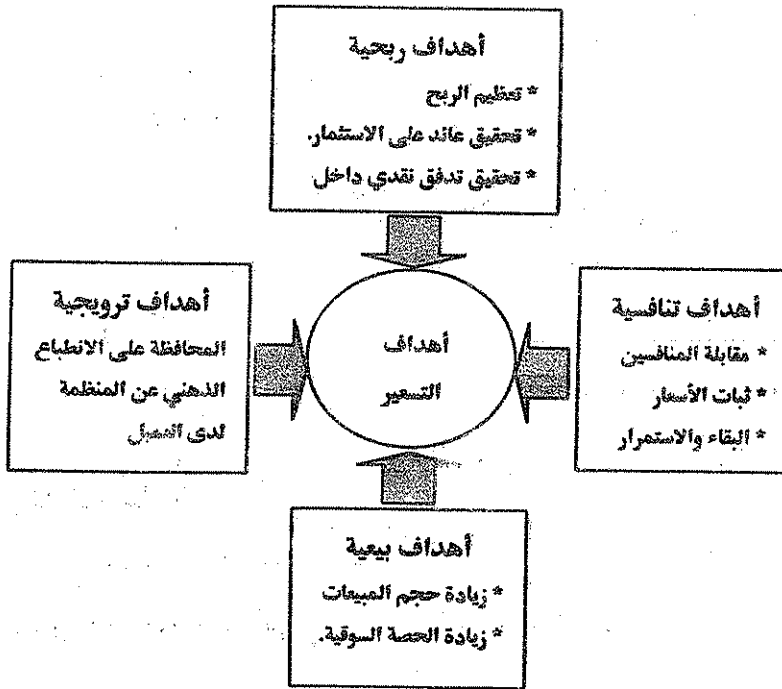 أهداف ربحية
* تعظيم الربح
* تحقيق عائد على الاستثمار.
* تحقيق تدفق نقدي داخل
أهداف تنافسية
* مقابلة المنافسين
* ثبات الأسعار
* البقاء والاستمرار
أهداف
التسعير
أهداف ترويجية
المحافظة على الانطباع
الذهني عن المنظمة
لدى العميل
أهداف بيعية
* زيادة حجم المبيعات
* زيادة الحصة السوقية.